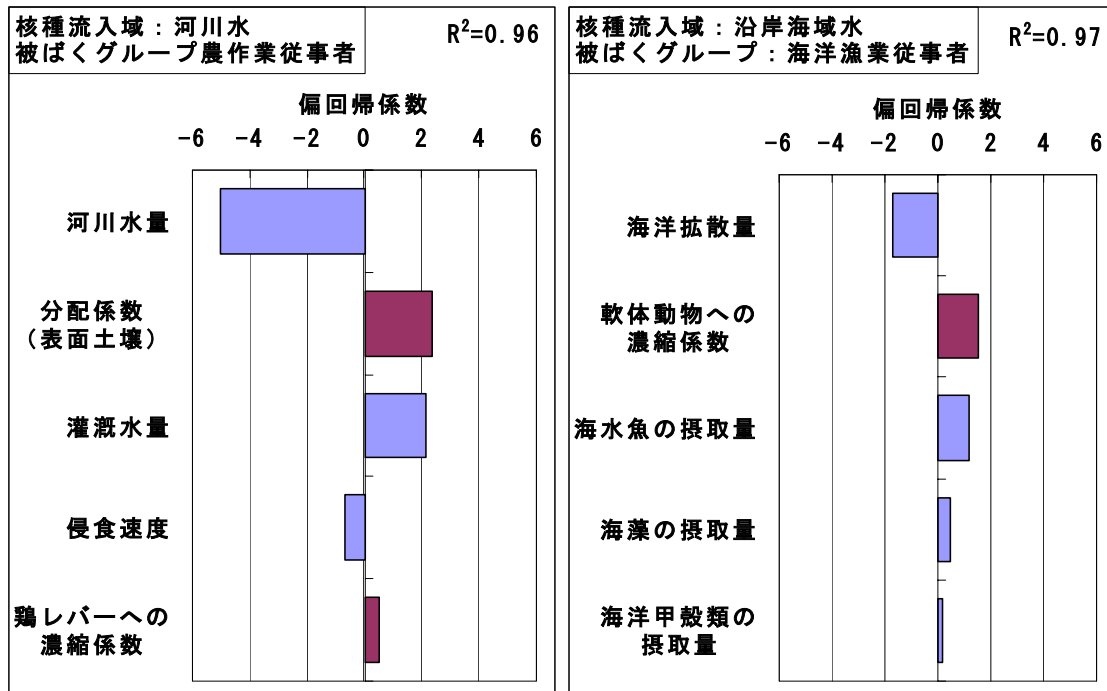 核種流入域：河川水
被ばくグループ農作業従事者
R²=0.96
偏回帰係数
-6 -4 -2 0 2 4 6
河川水量
分配係数
（表面土壌）
灌漑水量
侵食速度
鶏レバーへの
濃縮係数
核種流入域：沿岸海域水
被ばくグループ：海洋漁業従事者
R²=0.97
偏回帰係数
-6 -4 -2 0 2 4 6
海洋拡散量
軟体動物への
濃縮係数
海水魚の摂取量
海藻の摂取量
海洋甲殻類の
摂取量